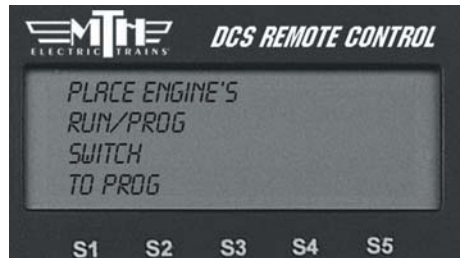 MTH
ELECTRIC TRAINS
DCS REMOTE CONTROL
PLACE ENGINE'S
RUN/PROG
SWITCH
TO PROG
S1 S2 S3 S4 S5